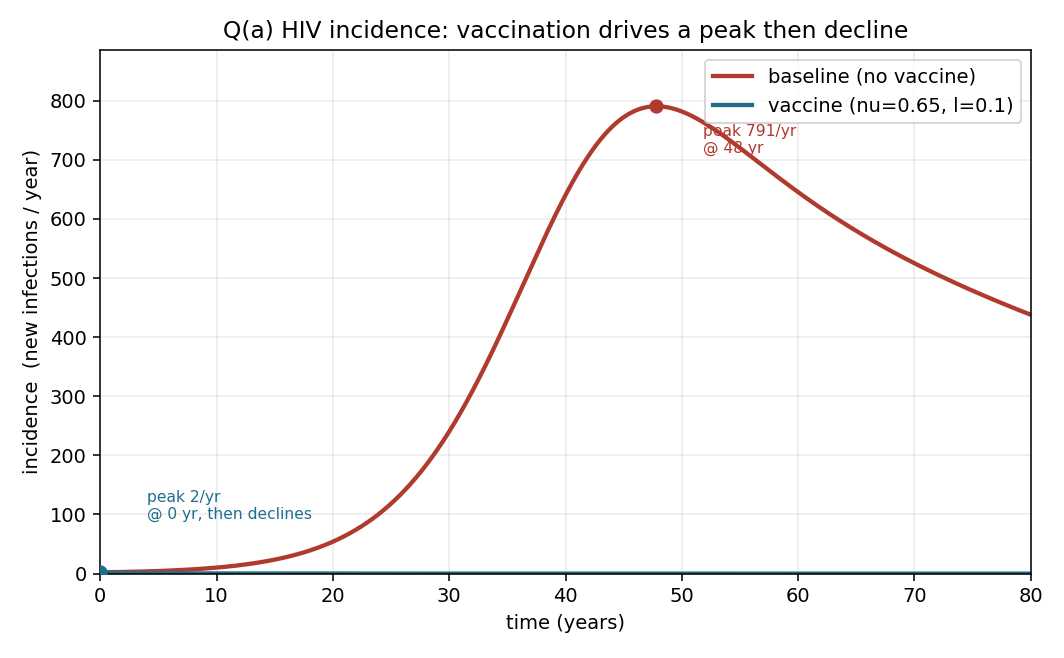 Q(a) HIV incidence: vaccination drives a peak then decline
baseline (no vaccine)
vaccine (nu=0.65, l=0.1)
peak 791/yr
@ 48 yr
peak 2/yr
@ 0 yr, then declines
incidence  (new infections / year)
800
700
600
500
400
300
200
100
0
0 10 20 30 40 50 60 70 80
time (years)